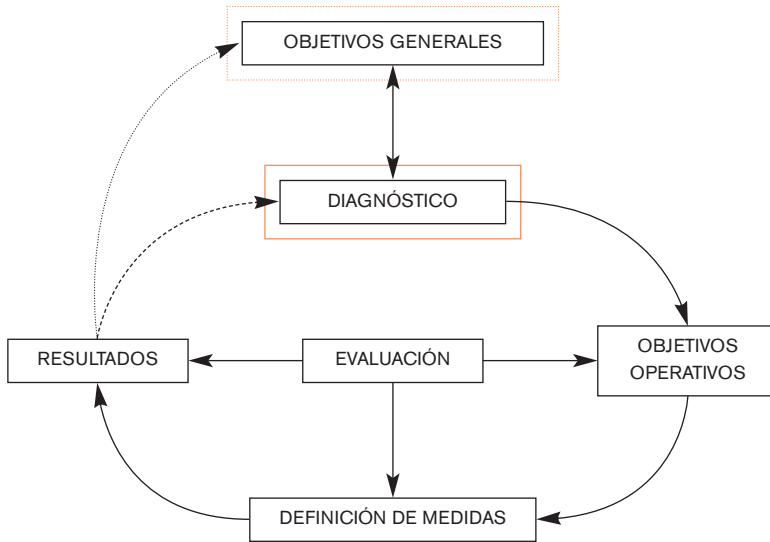 OBJETIVOS GENERALES
DIAGNÓSTICO
RESULTADOS
EVALUACIÓN
OBJETIVOS
OPERATIVOS
DEFINICIÓN DE MEDIDAS